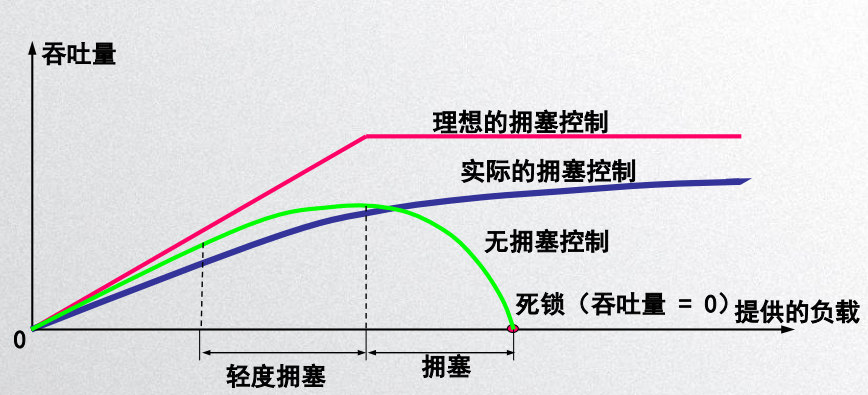 吞吐量
理想的拥塞控制
实际的拥塞控制
无拥塞控制
死锁（吞吐量 = 0）
提供的负载
0
轻度拥塞
拥塞